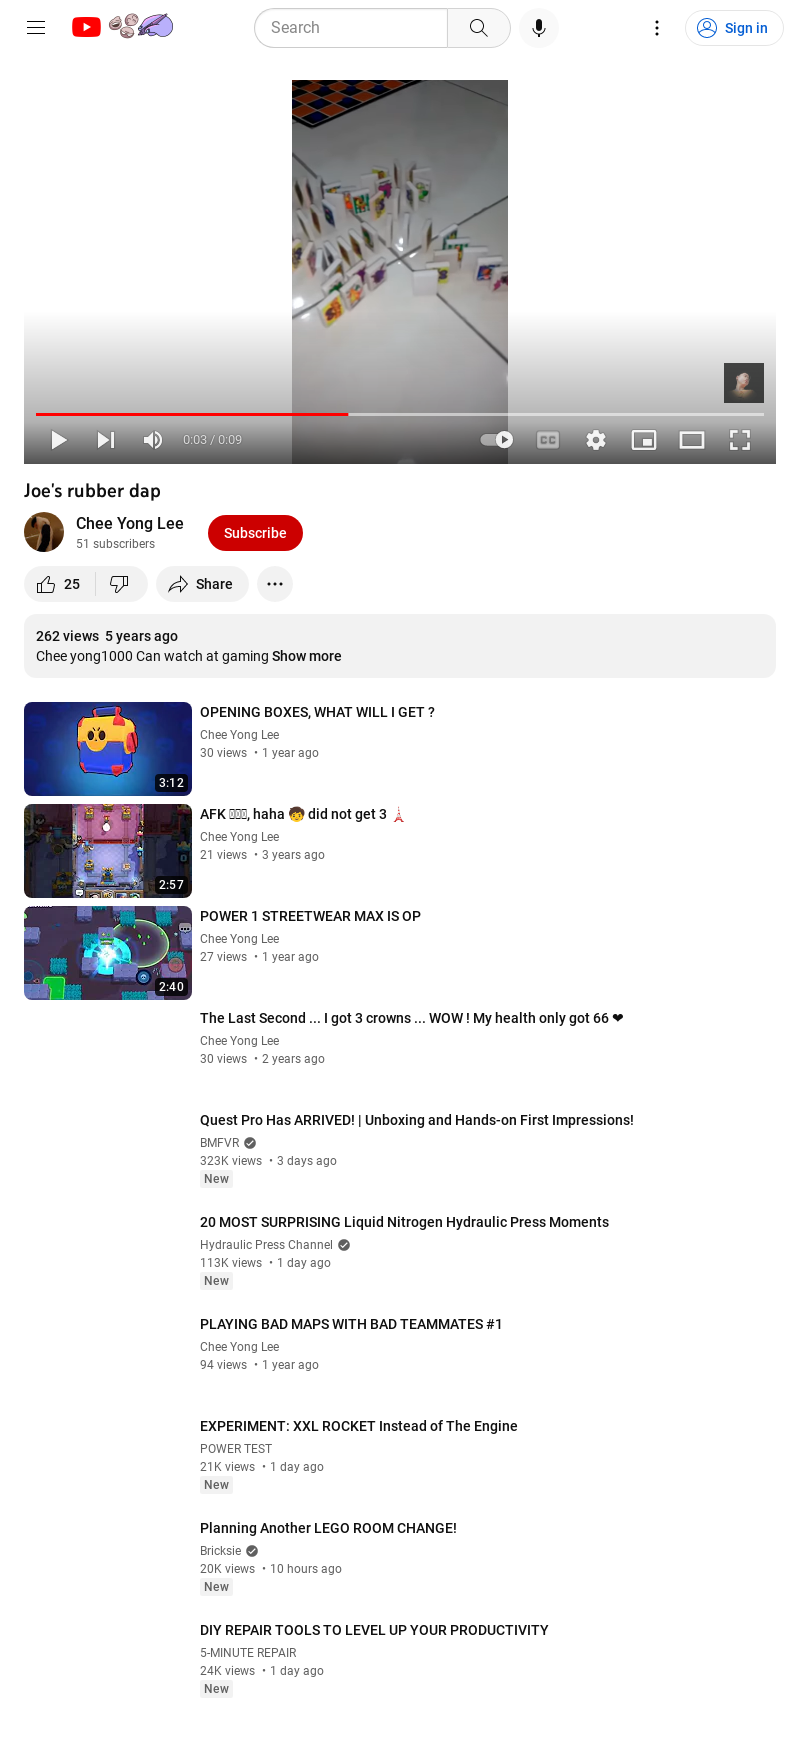 Search
Sign in
0:03 / 0:09
CC
Joe's rubber dap
Chee Yong Lee
51 subscribers
Subscribe
25
Share
262 views 5 years ago
Chee yong1000 Can watch at gaming Show more
OPENING BOXES, WHAT WILL I GET ?
Chee Yong Lee
30 views • 1 year ago
3:12
AFK, haha 🧒 did not get 3 🗼
Chee Yong Lee
21 views • 3 years ago
2:57
POWER 1 STREETWEAR MAX IS OP
Chee Yong Lee
27 views • 1 year ago
2:40
The Last Second ... I got 3 crowns ... WOW ! My health only got 66 ❤
Chee Yong Lee
30 views • 2 years ago
Quest Pro Has ARRIVED! | Unboxing and Hands-on First Impressions!
BMFVR
323K views • 3 days ago
New
20 MOST SURPRISING Liquid Nitrogen Hydraulic Press Moments
Hydraulic Press Channel
113K views • 1 day ago
New
PLAYING BAD MAPS WITH BAD TEAMMATES #1
Chee Yong Lee
94 views • 1 year ago
EXPERIMENT: XXL ROCKET Instead of The Engine
POWER TEST
21K views • 1 day ago
New
Planning Another LEGO ROOM CHANGE!
Bricksie
20K views • 10 hours ago
New
DIY REPAIR TOOLS TO LEVEL UP YOUR PRODUCTIVITY
5-MINUTE REPAIR
24K views • 1 day ago
New